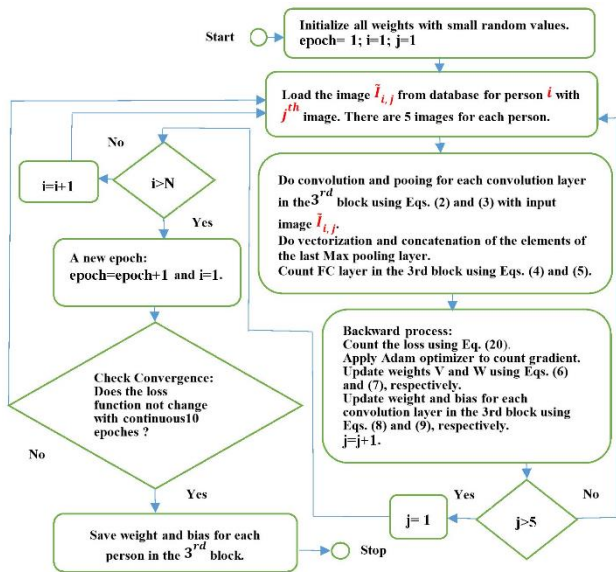 Start
Initialize all weights with small random values.
epoch= 1; i=1; j=1
Load the image Ĩi,j from database for person i with
jth image. There are 5 images for each person.
Do convolution and pooing for each convolution layer
in the 3rd block using Eqs. (2) and (3) with input
image Ĩi,j.
Do vectorization and concatenation of the elements of
the last Max pooling layer.
Count FC layer in the 3rd block using Eqs. (4) and (5).
Backward process:
Count the loss using Eq. (20).
Apply Adam optimizer to count gradient.
Update weights V and W using Eqs. (6)
and (7), respectively.
Update weight and bias for each
convolution layer in the 3rd block using
Eqs. (8) and (9), respectively.
j=j+1.
j>5
No
Yes
j= 1
i>N
No
i=i+1
Yes
A new epoch:
epoch=epoch+1 and i=1.
Check Convergence:
Does the loss
function not change
with continuous10
epoches ?
No
Yes
Save weight and bias for each
person in the 3rd block.
Stop